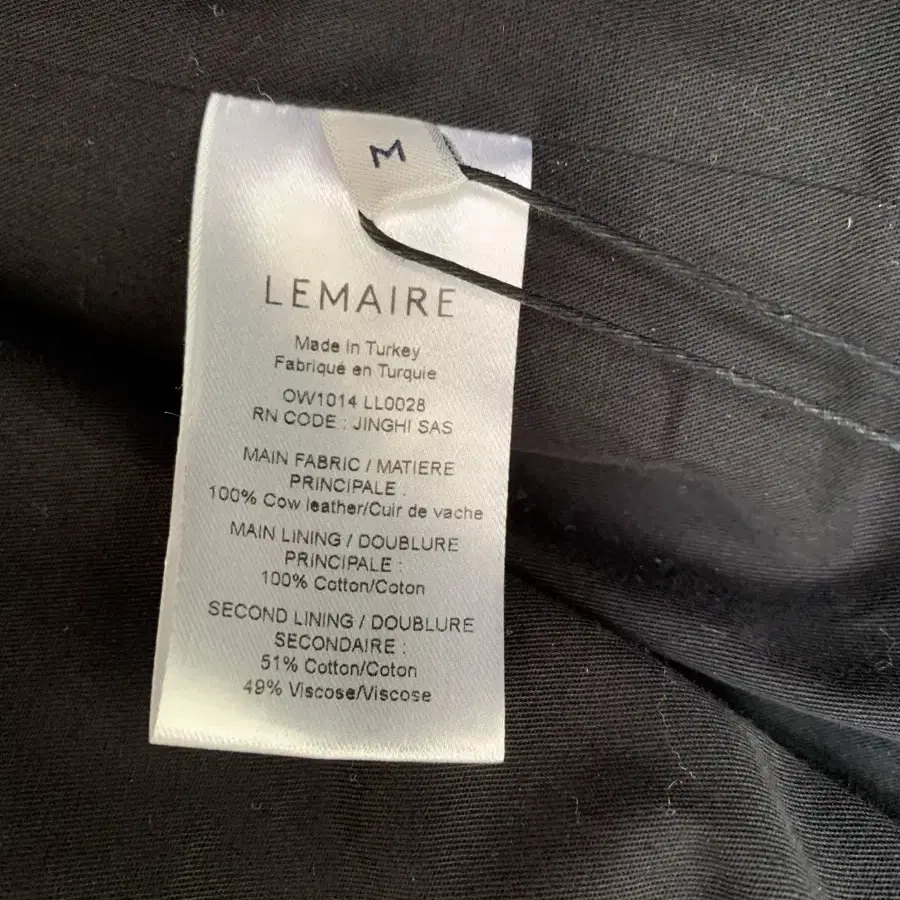 M
LEMAIRE
Made in Turkey
Fabriqué en Turquie
OW1014 LL0028
RN CODE : JINGHI SAS
MAIN FABRIC / MATIERE
PRINCIPALE :
100% Cow leather/Cuir de vache
MAIN LINING / DOUBLURE
PRINCIPALE :
100% Cotton/Coton
SECOND LINING / DOUBLURE
SECONDAIRE :
51% Cotton/Coton
49% Viscose/Viscose